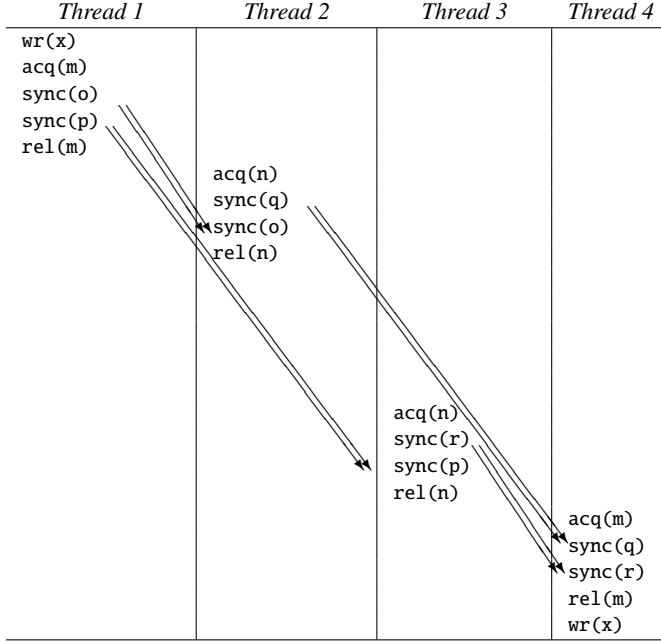 Thread 1 Thread 2 Thread 3 Thread 4
wr(x)
acq(m)
sync(o)
sync(p)
rel(m)
acq(n)
sync(q)
sync(o)
rel(n)
acq(n)
sync(r)
sync(p)
rel(n)
acq(m)
sync(q)
sync(r)
rel(m)
wr(x)